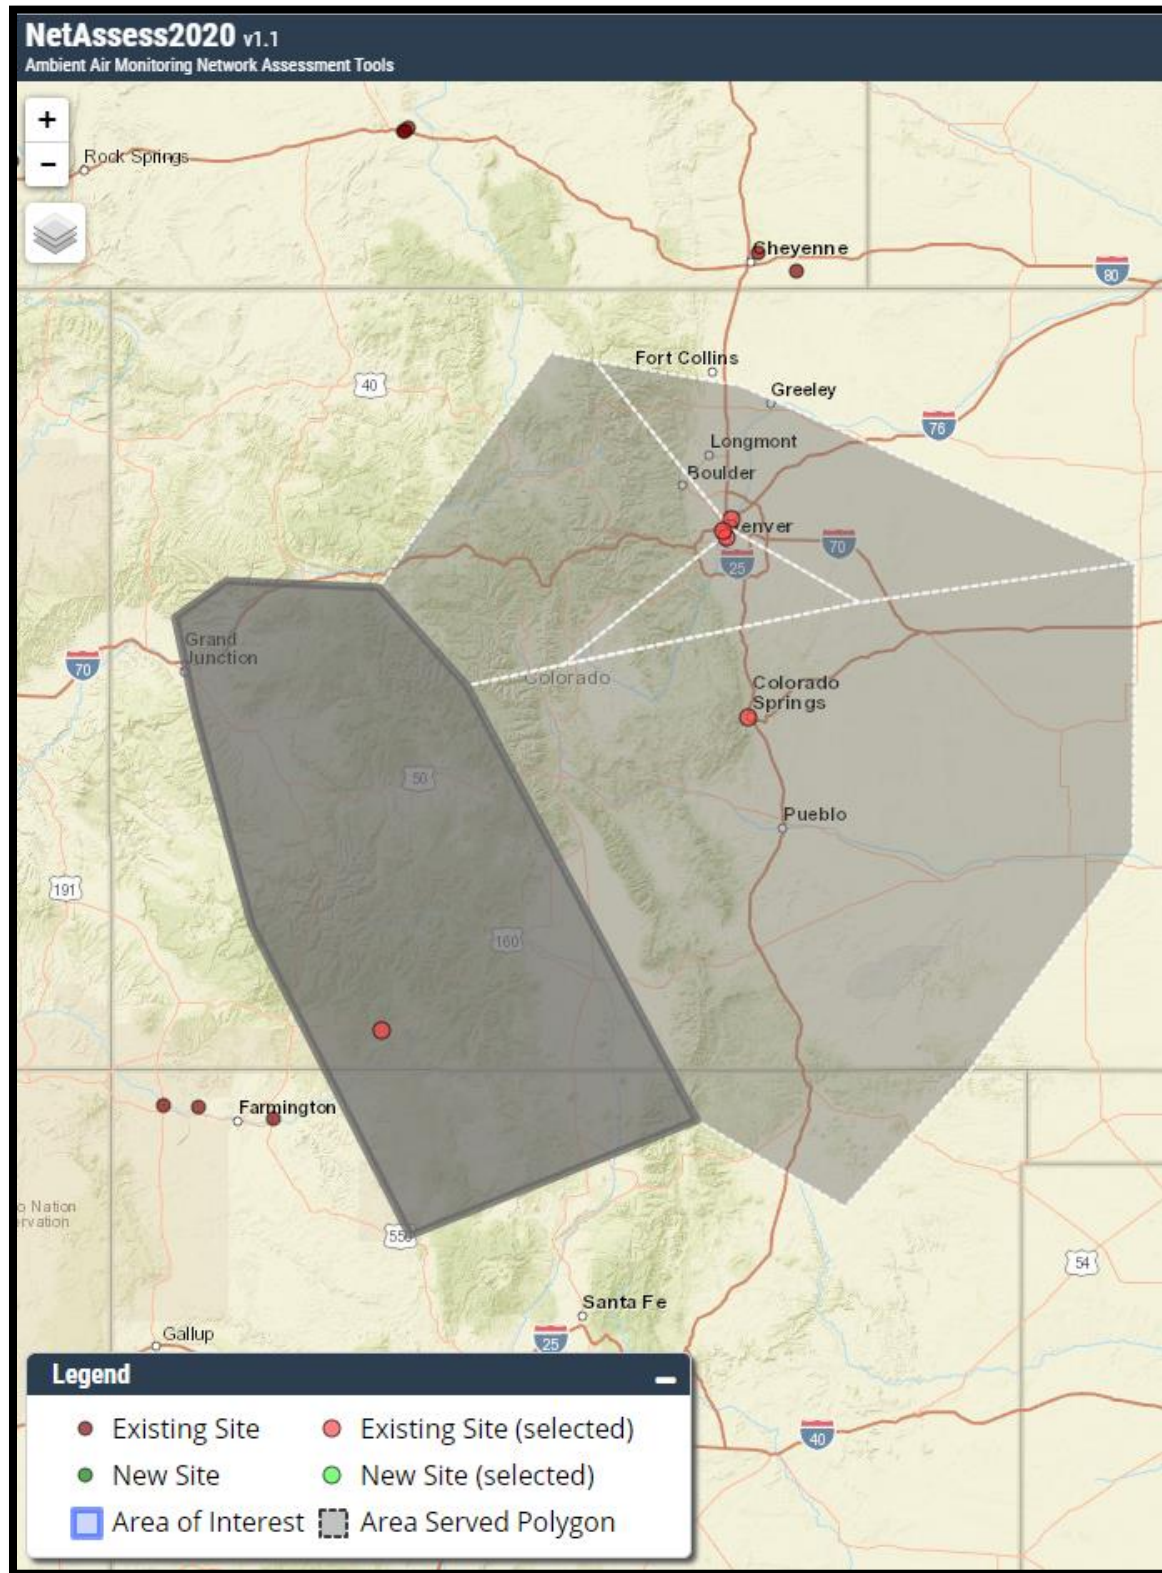 NetAssess2020 v1.1
Ambient Air Monitoring Network Assessment Tools
+
−
Rock Springs
Cheyenne
80
Fort Collins
40
Greeley
76
Longmont
Boulder
enver
70
25
Grand
Junction
70
Colorado
Colorado
Springs
50
Pueblo
191
160
Farmington
o Nation
ervation
550
54
Santa Fe
Gallup
25
40
Legend
Existing Site
Existing Site (selected)
New Site
New Site (selected)
Area of Interest
Area Served Polygon